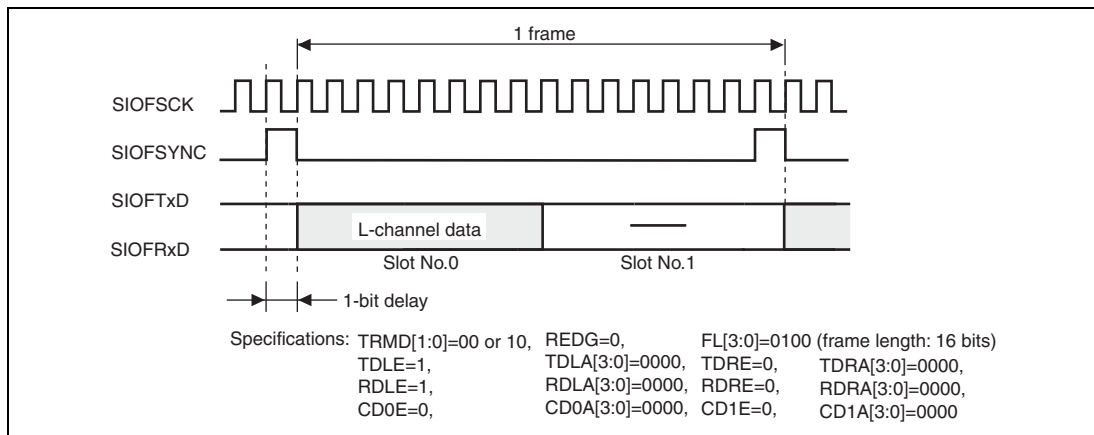 1 frame
SIOFSCK
SIOFSYNC
SIOFTxD
L-channel data
SIOFRxD
Slot No.0 Slot No.1
1-bit delay
Specifications: TRMD[1:0]=00 or 10, REDG=0, FL[3:0]=0100 (frame length: 16 bits)
TDLE=1, TDLA[3:0]=0000, TDRE=0, TDRA[3:0]=0000,
RDLE=1, RDLA[3:0]=0000, RDRE=0, RDRA[3:0]=0000,
CD0E=0, CD0A[3:0]=0000, CD1E=0, CD1A[3:0]=0000